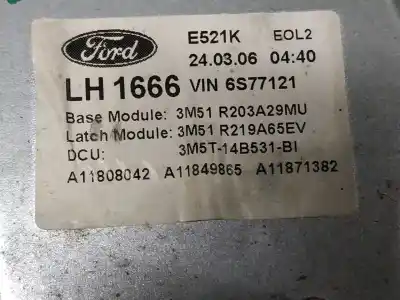 Ford E521K EOL2
24.03.06 04:40
LH 1666 VIN 6S77121
Base Module: 3M51 R203A29MU
Latch Module: 3M51 R219A65EV
DCU: 3M5T-14B531-BI
A11808042 A11849865 A11871382